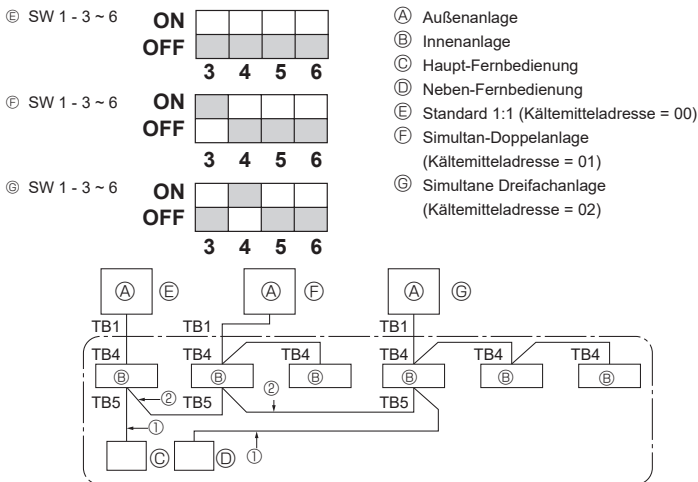 Ⓔ SW 1 - 3 ~ 6
ON
OFF
3 4 5 6
Ⓕ SW 1 - 3 ~ 6
ON
OFF
3 4 5 6
Ⓖ SW 1 - 3 ~ 6
ON
OFF
3 4 5 6
Ⓐ Außenanlage
Ⓑ Innenanlage
Ⓒ Haupt-Fernbedienung
Ⓓ Neben-Fernbedienung
Ⓔ Standard 1:1 (Kältemitteladresse = 00)
Ⓕ Simultan-Doppelanlage
(Kältemitteladresse = 01)
Ⓖ Simultane Dreifachanlage
(Kältemitteladresse = 02)
Ⓐ Ⓔ Ⓐ Ⓕ Ⓐ Ⓖ
TB1 TB1 TB1
TB4 TB4 TB4 TB4 TB4 TB4
Ⓑ Ⓑ Ⓑ Ⓑ Ⓑ Ⓑ
TB5 ② TB5 ② TB5
① ①
Ⓒ Ⓓ